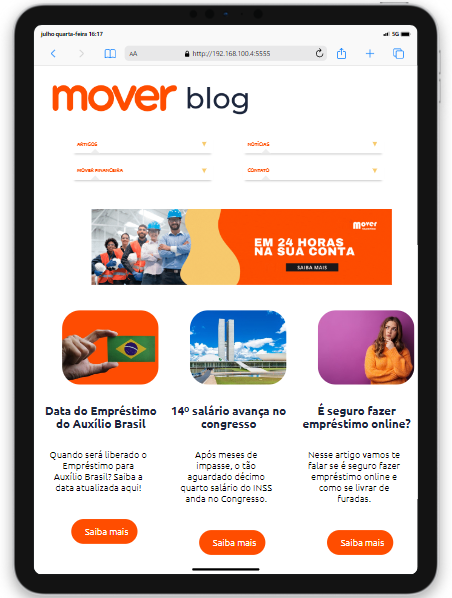 julho quarta-feira 16:17
5G
AA
http://192.168.100.4:5555
mover blog
ARTIGOS
NOTÍCIAS
MOVER FINANCEIRA
CONTATO
mover
EM 24 HORAS
NA SUA CONTA
SAIBA MAIS
Data do Empréstimo
do Auxílio Brasil
Quando será liberado o
Empréstimo para
Auxílio Brasil? Saiba a
data atualizada aqui!
Saiba mais
14º salário avança no
congresso
Após meses de
impasse, o tão
aguardado décimo
quarto salário do INSS
anda no Congresso.
Saiba mais
É seguro fazer
empréstimo online?
Nesse artigo vamos te
falar se é seguro fazer
empréstimo online e
como se livrar de
furadas.
Saiba mais